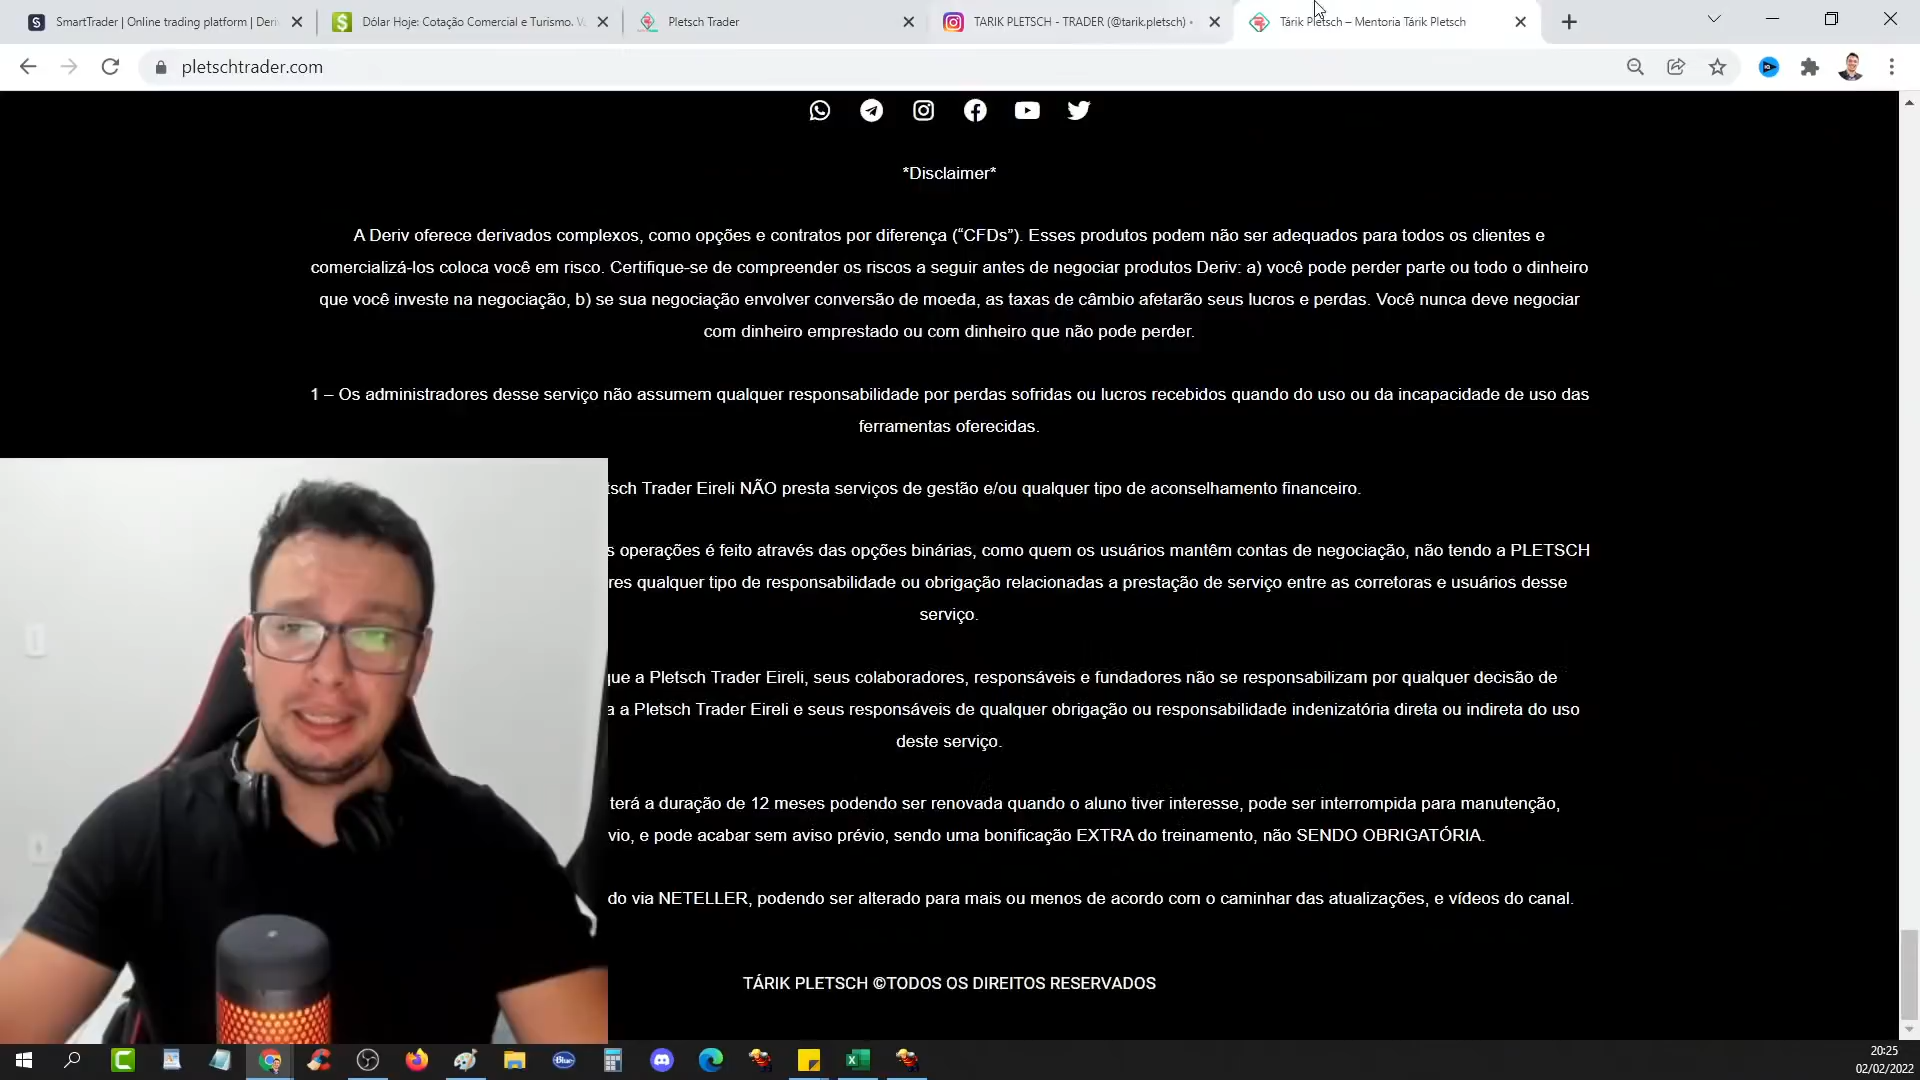 SmartTrader | Online trading platform | Deri
Dólar Hoje: Cotação Comercial e Turismo. V
Pletsch Trader
TARIK PLETSCH - TRADER (@tarik.pletsch) •
Tárik Pletsch – Mentoria Tárik Pletsch
pletschtrader.com
*Disclaimer*
A Deriv oferece derivados complexos, como opções e contratos por diferença (“CFDs”). Esses produtos podem não ser adequados para todos os clientes e
comercializá-los coloca você em risco. Certifique-se de compreender os riscos a seguir antes de negociar produtos Deriv: a) você pode perder parte ou todo o dinheiro
que você investe na negociação, b) se sua negociação envolver conversão de moeda, as taxas de câmbio afetarão seus lucros e perdas. Você nunca deve negociar
com dinheiro emprestado ou com dinheiro que não pode perder.
1 – Os administradores desse serviço não assumem qualquer responsabilidade por perdas sofridas ou lucros recebidos quando do uso ou da incapacidade de uso das
ferramentas oferecidas.
tsch Trader Eireli NÃO presta serviços de gestão e/ou qualquer tipo de aconselhamento financeiro.
s operações é feito através das opções binárias, como quem os usuários mantêm contas de negociação, não tendo a PLETSCH
res qualquer tipo de responsabilidade ou obrigação relacionadas a prestação de serviço entre as corretoras e usuários desse
serviço.
que a Pletsch Trader Eireli, seus colaboradores, responsáveis e fundadores não se responsabilizam por qualquer decisão de
a a Pletsch Trader Eireli e seus responsáveis de qualquer obrigação ou responsabilidade indenizatória direta ou indireta do uso
deste serviço.
terá a duração de 12 meses podendo ser renovada quando o aluno tiver interesse, pode ser interrompida para manutenção,
vio, e pode acabar sem aviso prévio, sendo uma bonificação EXTRA do treinamento, não SENDO OBRIGATÓRIA.
do via NETELLER, podendo ser alterado para mais ou menos de acordo com o caminhar das atualizações, e vídeos do canal.
TÁRIK PLETSCH ©TODOS OS DIREITOS RESERVADOS
20:25
02/02/2022